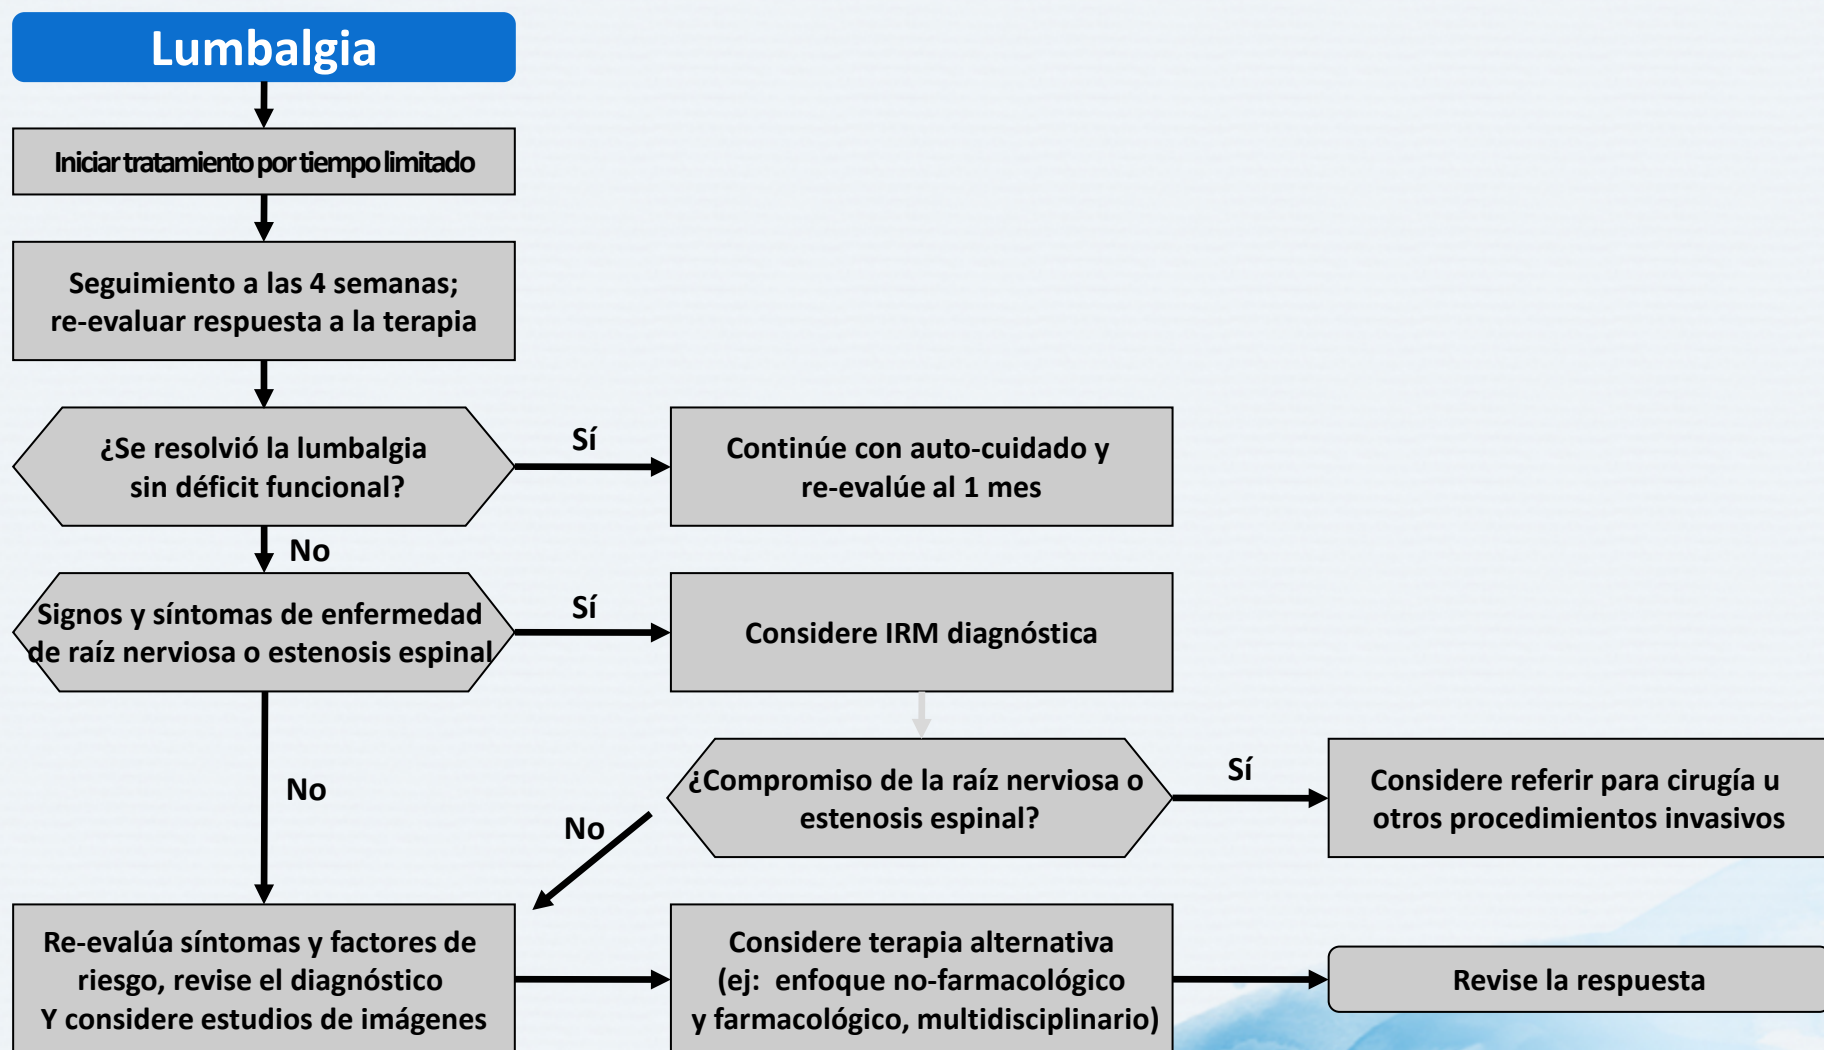 Lumbalgia
Iniciar tratamiento por tiempo limitado
Seguimiento a las 4 semanas;
re-evaluar respuesta a la terapia
¿Se resolvió la lumbalgia
sin déficit funcional?
Sí
Continúe con auto-cuidado y
re-evalúe al 1 mes
No
Signos y síntomas de enfermedad
de raíz nerviosa o estenosis espinal
Sí
Considere IRM diagnóstica
No
¿Compromiso de la raíz nerviosa o
estenosis espinal?
Sí
Considere referir para cirugía u
otros procedimientos invasivos
No
Re-evalúa síntomas y factores de
riesgo, revise el diagnóstico
Y considere estudios de imágenes
Considere terapia alternativa
(ej: enfoque no-farmacológico
y farmacológico, multidisciplinario)
Revise la respuesta